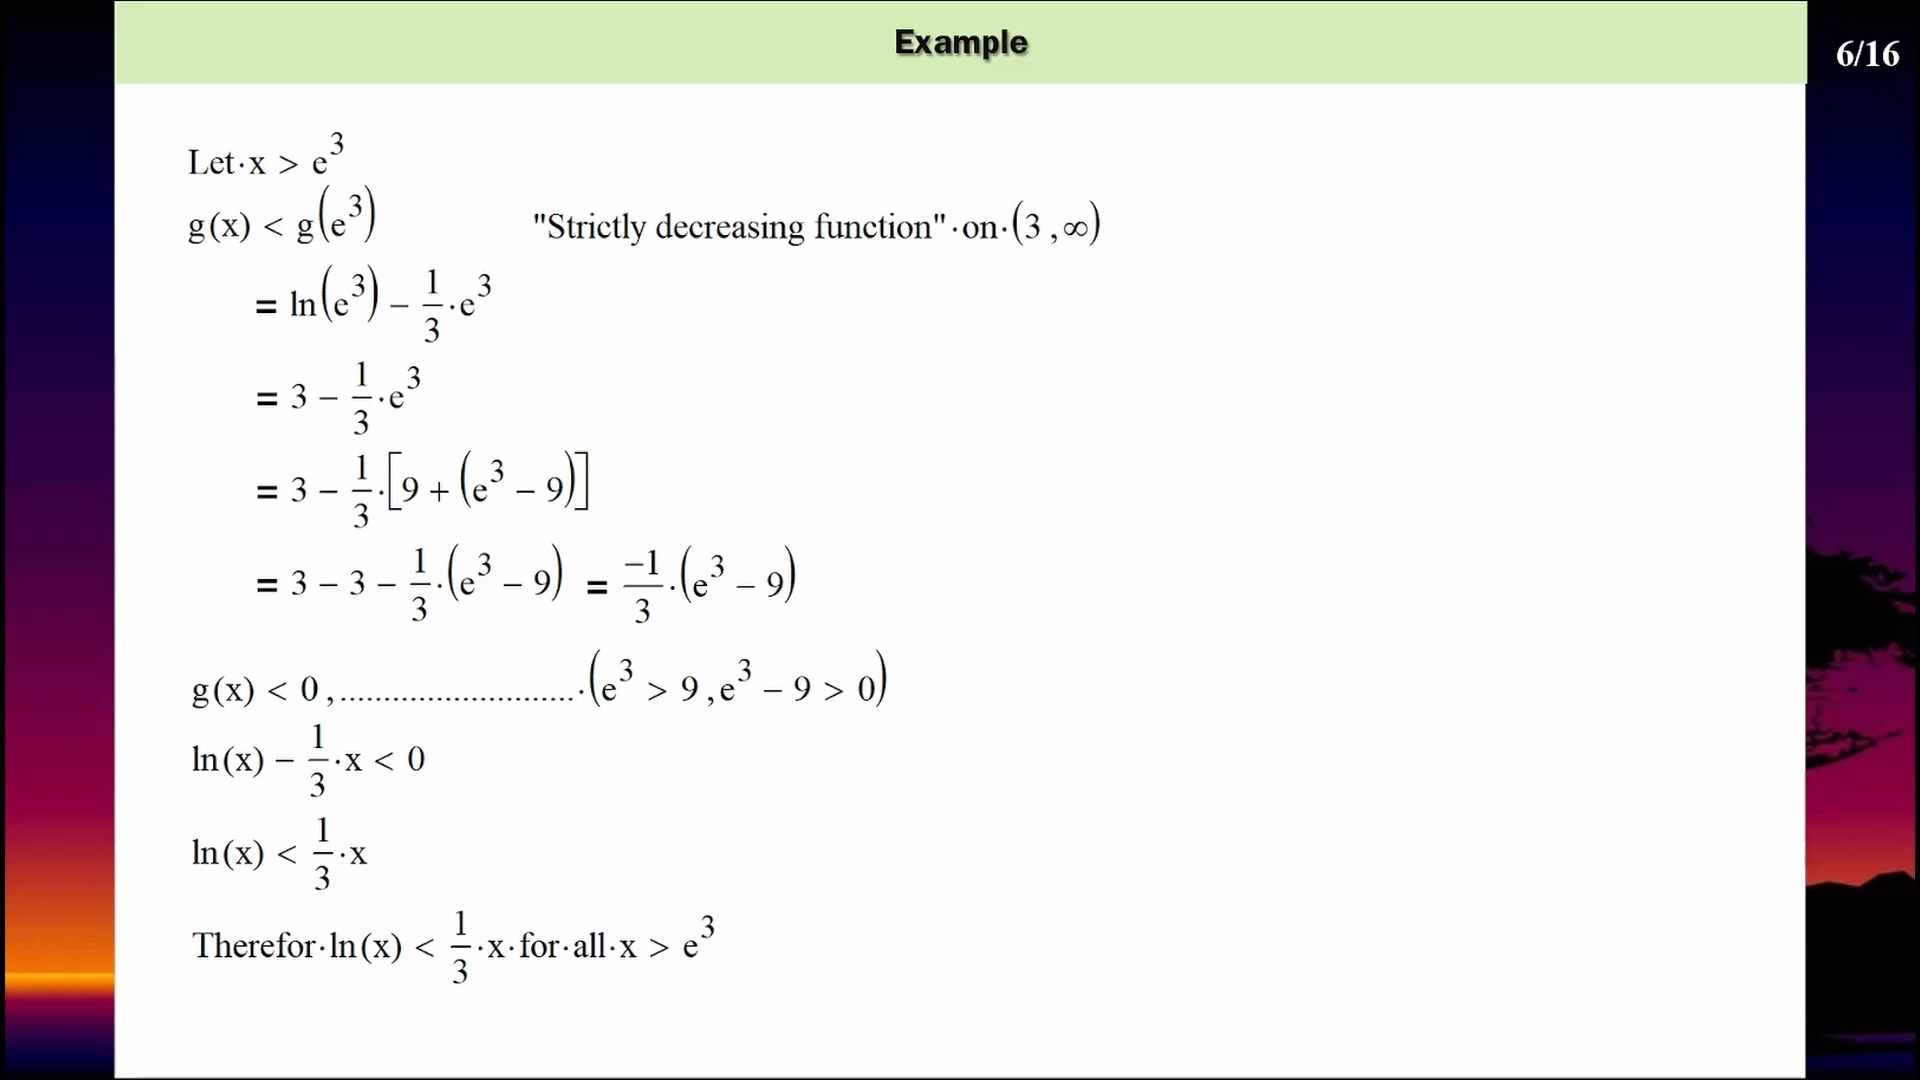 Example
6/16
Let·x > e^3
g(x) < g(e^3) "Strictly decreasing function"·on·(3 ,∞)
= ln(e^3) − 1/3·e^3
= 3 − 1/3·e^3
= 3 − 1/3·[9 + (e^3 − 9)]
= 3 − 3 − 1/3·(e^3 − 9) = −1/3·(e^3 − 9)
g(x) < 0 ,...........................·(e^3 > 9 ,e^3 − 9 > 0)
ln(x) − 1/3·x < 0
ln(x) < 1/3·x
Therefor·ln(x) < 1/3·x·for·all·x > e^3